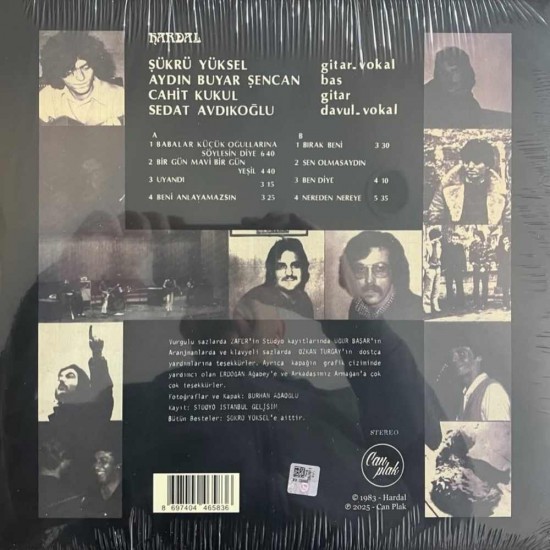 HARDAL
ŞÜKRÜ YÜKSEL gitar.vokal
AYDIN BUYAR ŞENCAN bas
CAHİT KUKUL gitar
SEDAT AVDIKOĞLU davul.vokal
A
1 BABALAR KÜÇÜK OGULLARINA
SÖYLESİN DİYE 6 40
2 BİR GÜN MAVİ BİR GÜN
YEŞİL 4 40
3 UYANDI
3 15
4 BENİ ANLAYAMAZSIN 3 25
B
1 BIRAK BENİ 3 30
2 SEN OLMASAYDIN
3 BEN DİYE 4 10
4 NEREDEN NEREYE 5 35
Vurgulu sazlarda ZAFER'in Stüdyo kayıtlarında UĞUR BAŞAR'ın
Aranjmanlarda ve klavyeli sazlarda ÖZKAN TURGAY'ın dostça
yardımlarına teşekkürler. Ayrıca kapağın grafik çiziminde
yardımcı olan ERDOĞAN Ağabey'e ve Arkadaşınız Armağan'a çok
çok teşekkürler.
Fotoğraflar ve Kapak: BURHAN
Kayıt: STÜDYO İSTANBUL GELİŞİM
Bütün Besteler: ŞÜKRÜ YÜKSEL'e aittir.
STEREO
Can
plak
© 1983 - Hardal
℗ 2025 - Can Plak
8 697404 465836